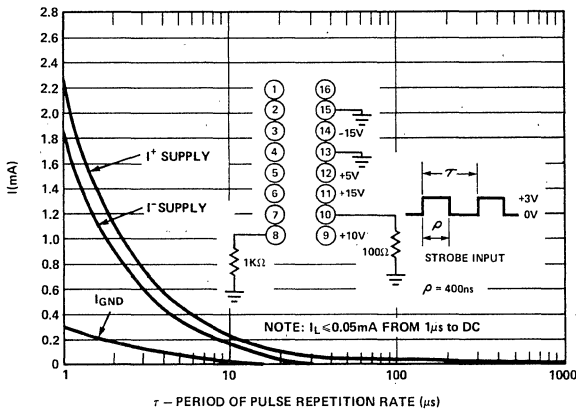 2.8
2.6
2.4
2.2
2.0
1.8
1.6
1.4
1.2
1.0
0.8
0.6
0.4
0.2
0
I(mA)
I+ SUPPLY
I- SUPPLY
IGND
1 16
2 15
3 14 -15V
4 13
5 12 +5V
6 11 +15V
7 10
8 9 +10V
1KΩ
100Ω
τ
+3V
0V
ρ
STROBE INPUT
ρ = 400ns
NOTE: IL ≤ 0.05mA FROM 1µs to DC
1 10 100 1000
τ – PERIOD OF PULSE REPETITION RATE (µs)